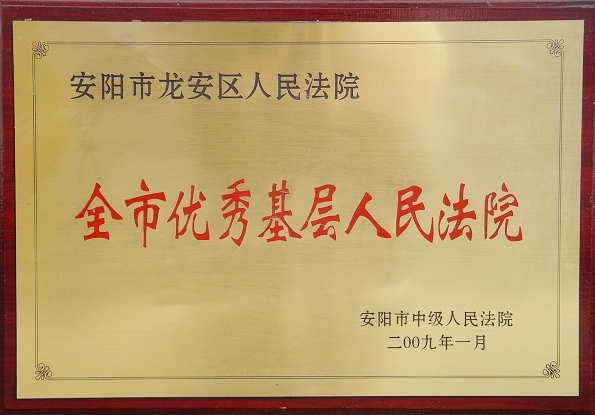 安阳市龙安区人民法院
全市优秀基层人民法院
安阳市中级人民法院
二00九年一月